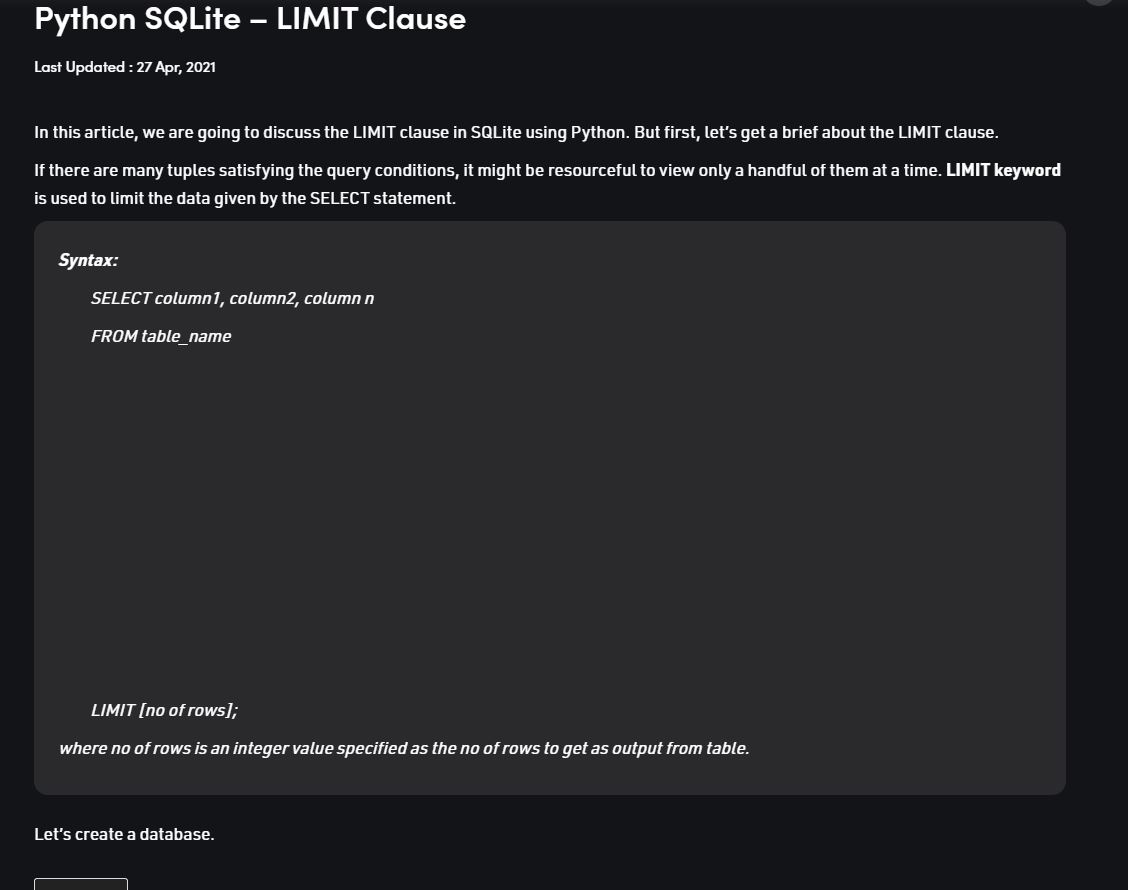 Python SQLite – LIMIT Clause
Last Updated : 27 Apr, 2021
In this article, we are going to discuss the LIMIT clause in SQLite using Python. But first, let’s get a brief about the LIMIT clause.
If there are many tuples satisfying the query conditions, it might be resourceful to view only a handful of them at a time. LIMIT keyword
is used to limit the data given by the SELECT statement.
Syntax:
SELECT column1, column2, column n
FROM table_name
LIMIT [no of rows];
where no of rows is an integer value specified as the no of rows to get as output from table.
Let’s create a database.